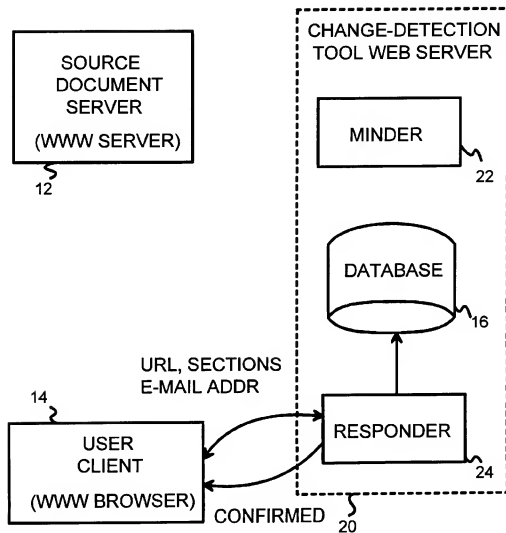 SOURCE
DOCUMENT
SERVER
(WWW SERVER)
12
CHANGE-DETECTION
TOOL WEB SERVER
MINDER
22
DATABASE
16
URL, SECTIONS
E-MAIL ADDR
14
USER
CLIENT
(WWW BROWSER)
RESPONDER
24
CONFIRMED
20